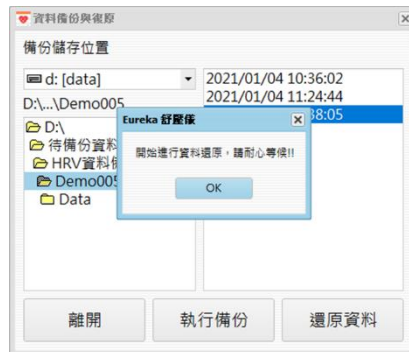 資料備份與復原
備份儲存位置
d: [data]
D:\...\Demo005
D:\
待備份資料
HRV資料
Demo005
Data
2021/01/04 10:36:02
2021/01/04 11:24:44
38:05
Eureka 舒壓儀
開始進行資料還原,請耐心等候!!
OK
離開
執行備份
還原資料